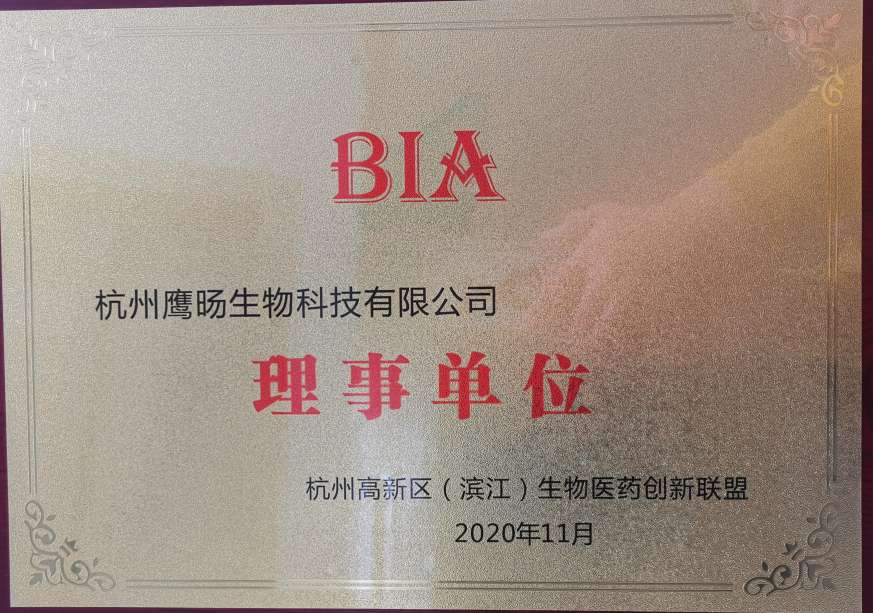 BIA
杭州鹰旸生物科技有限公司
理事单位
杭州高新区（滨江）生物医药创新联盟
2020年11月